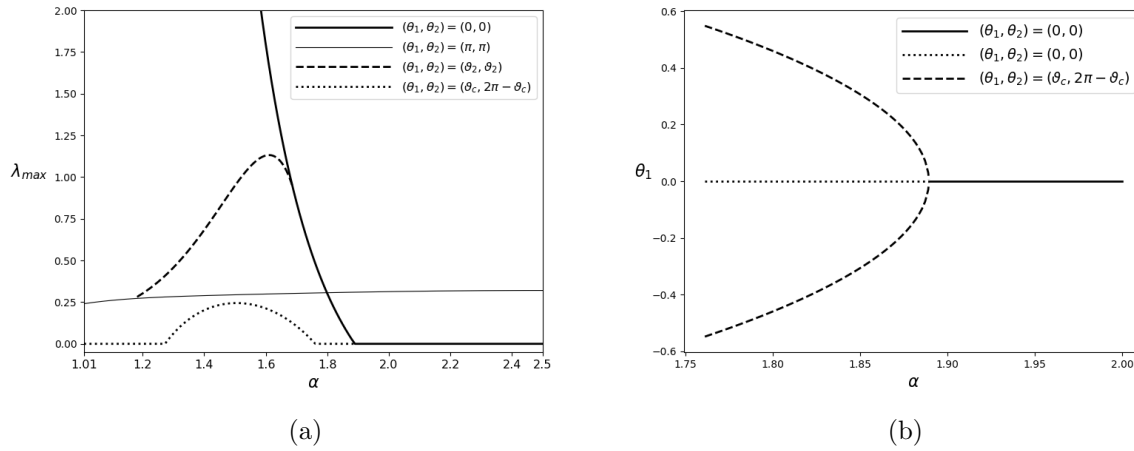 2.00
1.75
1.50
1.25
1.00
0.75
0.50
0.25
0.00
λmax
1.01 1.2 1.4 1.6 1.8 2.0 2.2 2.4 2.5
α
(θ₁, θ₂) = (0, 0)
(θ₁, θ₂) = (π, π)
(θ₁, θ₂) = (ϑ₂, ϑ₂)
(θ₁, θ₂) = (ϑc, 2π − ϑc)
(a)
0.6
0.4
0.2
0.0
−0.2
−0.4
−0.6
θ₁
1.75 1.80 1.85 1.90 1.95 2.00
α
(θ₁, θ₂) = (0, 0)
(θ₁, θ₂) = (0, 0)
(θ₁, θ₂) = (ϑc, 2π − ϑc)
(b)